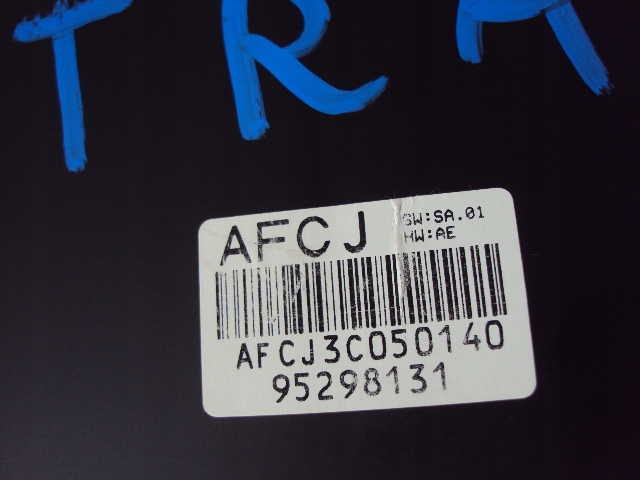 TRA
AFCJ SW:SA.01
HW:AE
AFCJ3C050140
95298131